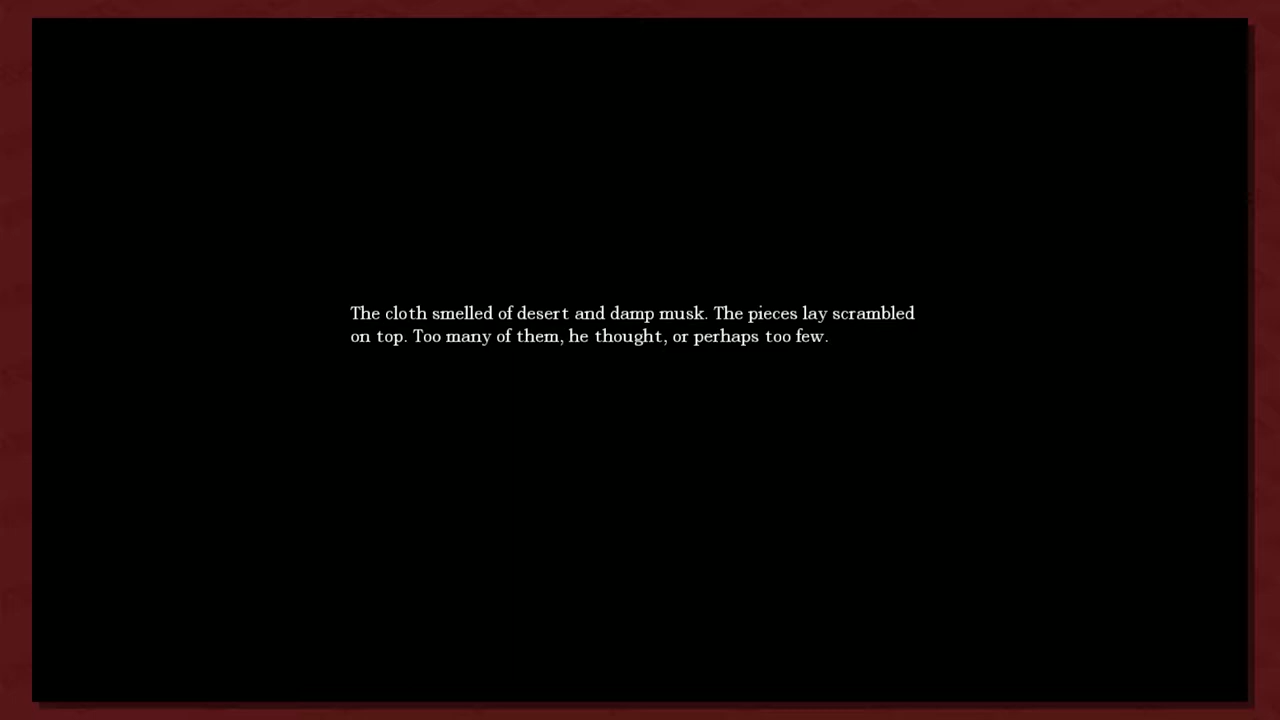 The cloth smelled of desert and damp musk. The pieces lay scrambled
on top. Too many of them, he thought, or perhaps too few.